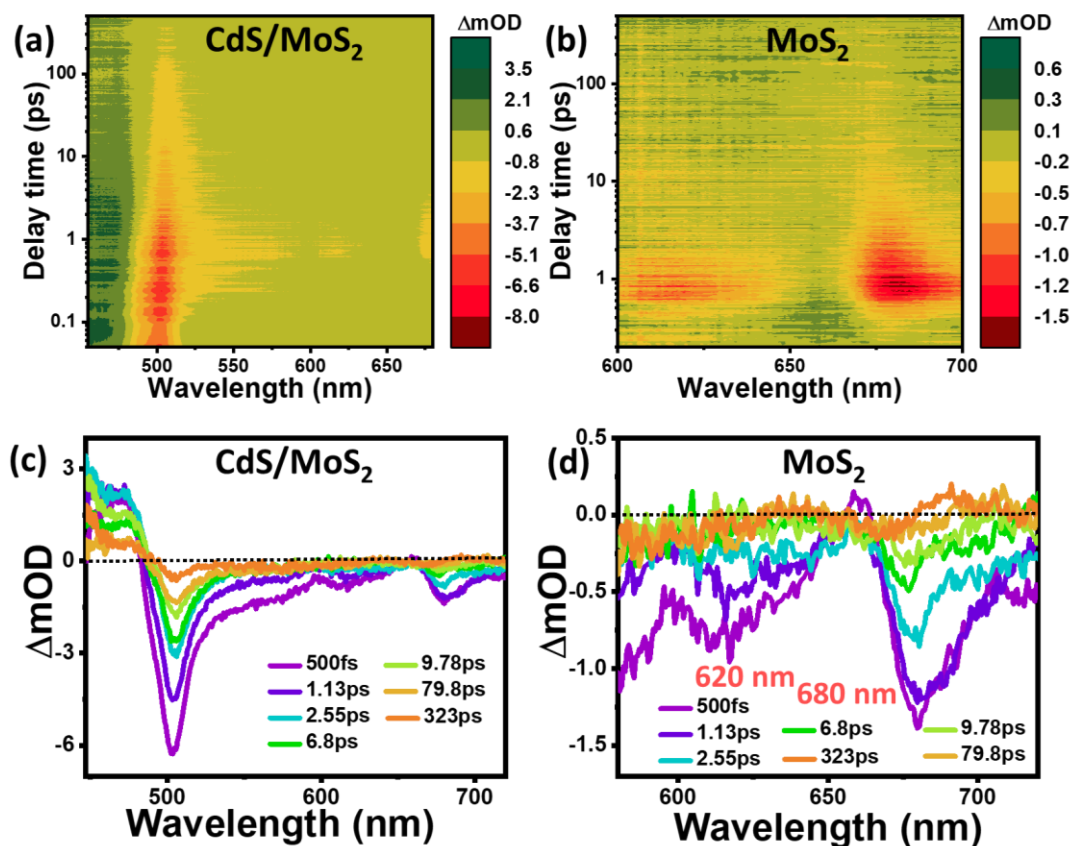 (a) CdS/MoS₂
ΔmOD
3.5
2.1
0.6
-0.8
-2.3
-3.7
-5.1
-6.6
-8.0
Delay time (ps)
100
10
1
0.1
500 550 600 650
Wavelength (nm)
(b) MoS₂
ΔmOD
0.6
0.3
0.1
-0.2
-0.5
-0.7
-1.0
-1.2
-1.5
Delay time (ps)
100
10
1
600 650 700
Wavelength (nm)
(c) CdS/MoS₂
ΔmOD
3
0
-3
-6
500fs
1.13ps
2.55ps
6.8ps
9.78ps
79.8ps
323ps
500 600 700
Wavelength (nm)
(d) MoS₂
ΔmOD
0.5
0.0
-0.5
-1.0
-1.5
620 nm
680 nm
500fs
1.13ps
2.55ps
6.8ps
323ps
9.78ps
79.8ps
600 650 700
Wavelength (nm)